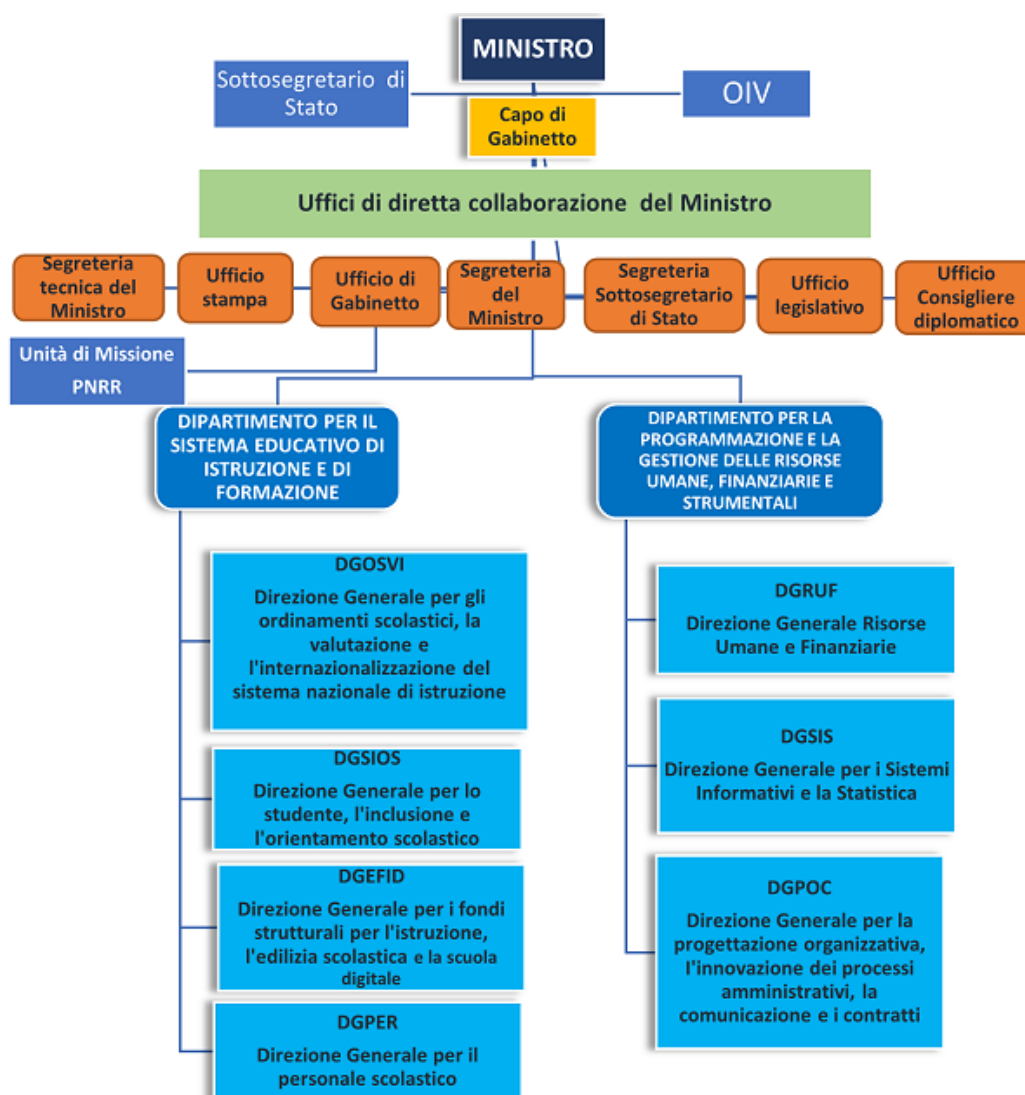 MINISTRO
Sottosegretario di
Stato
OIV
Capo di
Gabinetto
Uffici di diretta collaborazione del Ministro
Segreteria
tecnica del
Ministro
Ufficio
stampa
Ufficio di
Gabinetto
Segreteria
del
Ministro
Segreteria
Sottosegretario
di Stato
Ufficio
legislativo
Ufficio
Consigliere
diplomatico
Unità di Missione
PNRR
DIPARTIMENTO PER IL
SISTEMA EDUCATIVO DI
ISTRUZIONE E DI
FORMAZIONE
DGOSVI
Direzione Generale per gli
ordinamenti scolastici, la
valutazione e
l'internazionalizzazione del
sistema nazionale di istruzione
DGSIOS
Direzione Generale per lo
studente, l'inclusione e
l'orientamento scolastico
DGEFID
Direzione Generale per i fondi
strutturali per l'istruzione,
l'edilizia scolastica e la scuola
digitale
DGPER
Direzione Generale per il
personale scolastico
DIPARTIMENTO PER LA
PROGRAMMAZIONE E LA
GESTIONE DELLE RISORSE
UMANE, FINANZIARIE E
STRUMENTALI
DGRUF
Direzione Generale Risorse
Umane e Finanziarie
DGSIS
Direzione Generale per i Sistemi
Informativi e la Statistica
DGPOC
Direzione Generale per la
progettazione organizzativa,
l'innovazione dei processi
amministrativi, la
comunicazione e i contratti